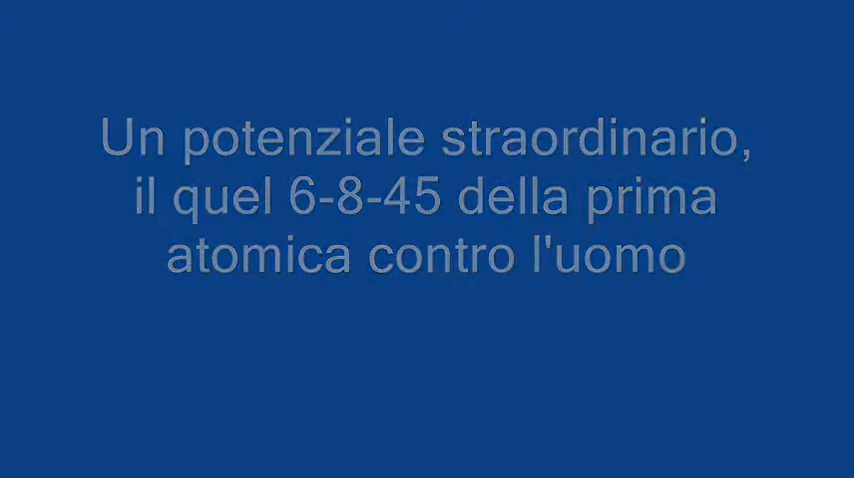 Un potenziale straordinario,
il quel 6-8-45 della prima
atomica contro l'uomo